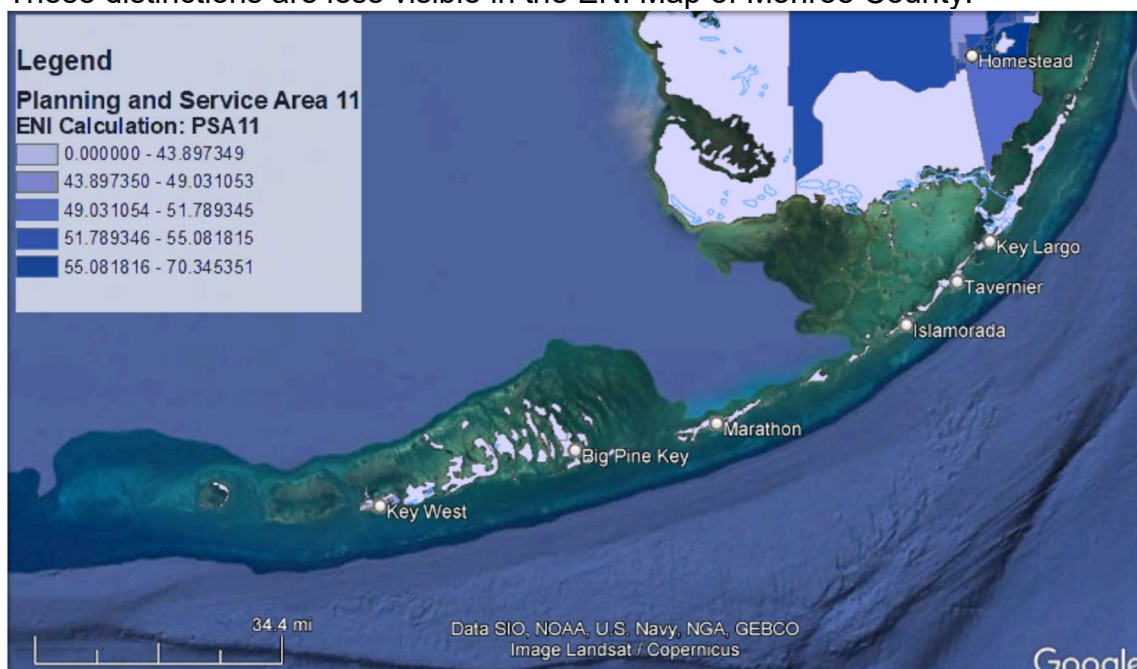 These distinctions are less visible in the ENI Map of Monroe County.
Legend
Planning and Service Area 11
ENI Calculation: PSA11
0.000000 - 43.897349
43.897350 - 49.031053
49.031054 - 51.789345
51.789346 - 55.081815
55.081816 - 70.345351
Homestead
Key Largo
Tavernier
Islamorada
Marathon
Big Pine Key
Key West
34.4 mi
Data SIO, NOAA, U.S. Navy, NGA, GEBCO
Image Landsat / Copernicus
Google